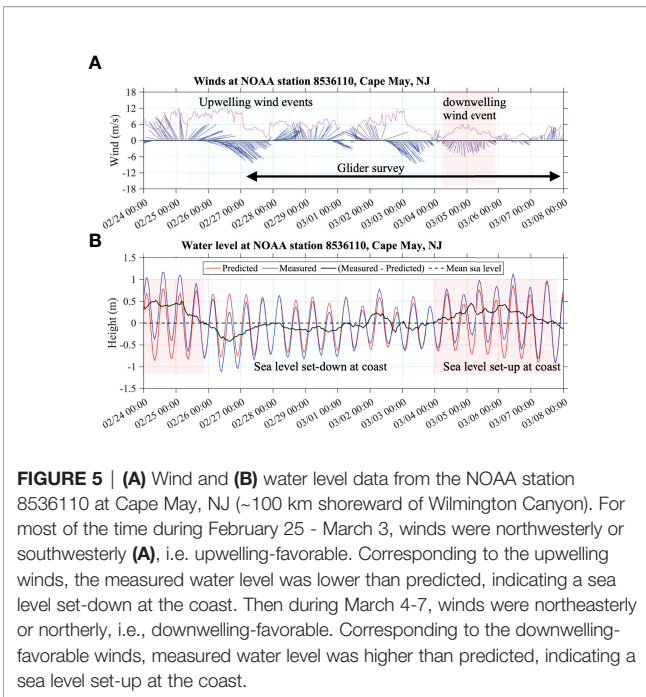 A
Winds at NOAA station 8536110, Cape May, NJ
18
12
6
0
-6
-12
-18
Wind (m/s)
Upwelling wind events
downwelling
wind event
Glider survey
02/24 00:00
02/25 00:00
02/26 00:00
02/27 00:00
02/28 00:00
03/01 00:00
03/02 00:00
03/03 00:00
03/04 00:00
03/05 00:00
03/06 00:00
03/07 00:00
03/08 00:00
B
Water level at NOAA station 8536110, Cape May, NJ
1.5
1
0.5
0
-0.5
-1
-1.5
Height (m)
Predicted Measured (Measured - Predicted) Mean sea level
Sea level set-down at coast
Sea level set-up at coast
02/24 00:00
02/25 00:00
02/26 00:00
02/27 00:00
02/28 00:00
03/01 00:00
03/02 00:00
03/03 00:00
03/04 00:00
03/05 00:00
03/06 00:00
03/07 00:00
03/08 00:00
FIGURE 5 | (A) Wind and (B) water level data from the NOAA station
8536110 at Cape May, NJ (~100 km shoreward of Wilmington Canyon). For
most of the time during February 25 - March 3, winds were northwesterly or
southwesterly (A), i.e. upwelling-favorable. Corresponding to the upwelling
winds, the measured water level was lower than predicted, indicating a sea
level set-down at the coast. Then during March 4-7, winds were northeasterly
or northerly, i.e., downwelling-favorable. Corresponding to the downwelling-
favorable winds, measured water level was higher than predicted, indicating a
sea level set-up at the coast.